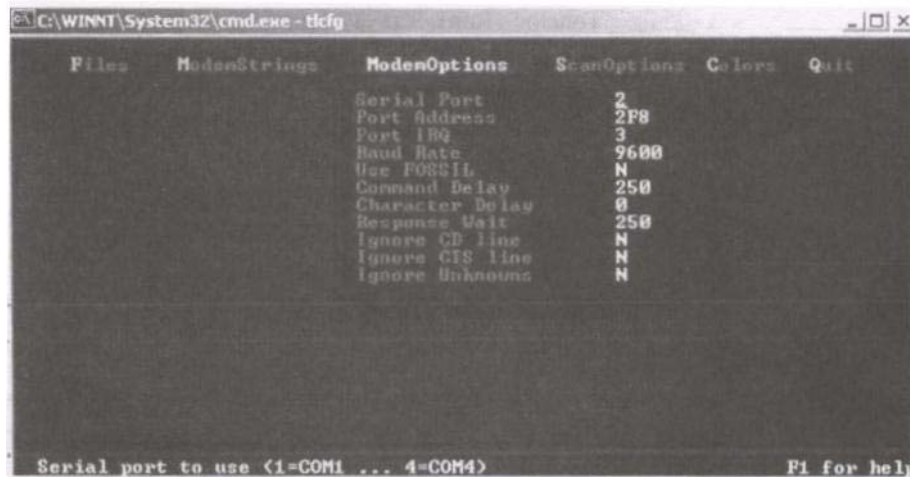 C:\WINNT\System32\cmd.exe - tlcfg
Files ModemStrings ModemOptions ScanOptions Colors Quit
Serial Port 2
Port Address 2F8
Port IRQ 3
Baud Rate 9600
Use FOSSIL N
Command Delay 250
Character Delay 0
Response Wait 250
Ignore CD line N
Ignore CTS line N
Ignore Unknowns N
Serial port to use (1=COM1 ... 4=COM4) F1 for help